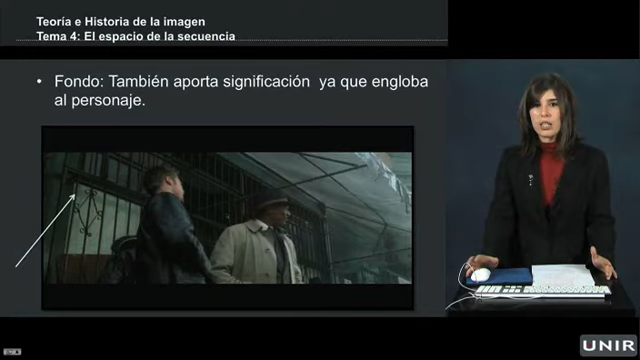 Teoría e Historia de la imagen
Tema 4: El espacio de la secuencia
• Fondo: También aporta significación ya que engloba
al personaje.
UNIR